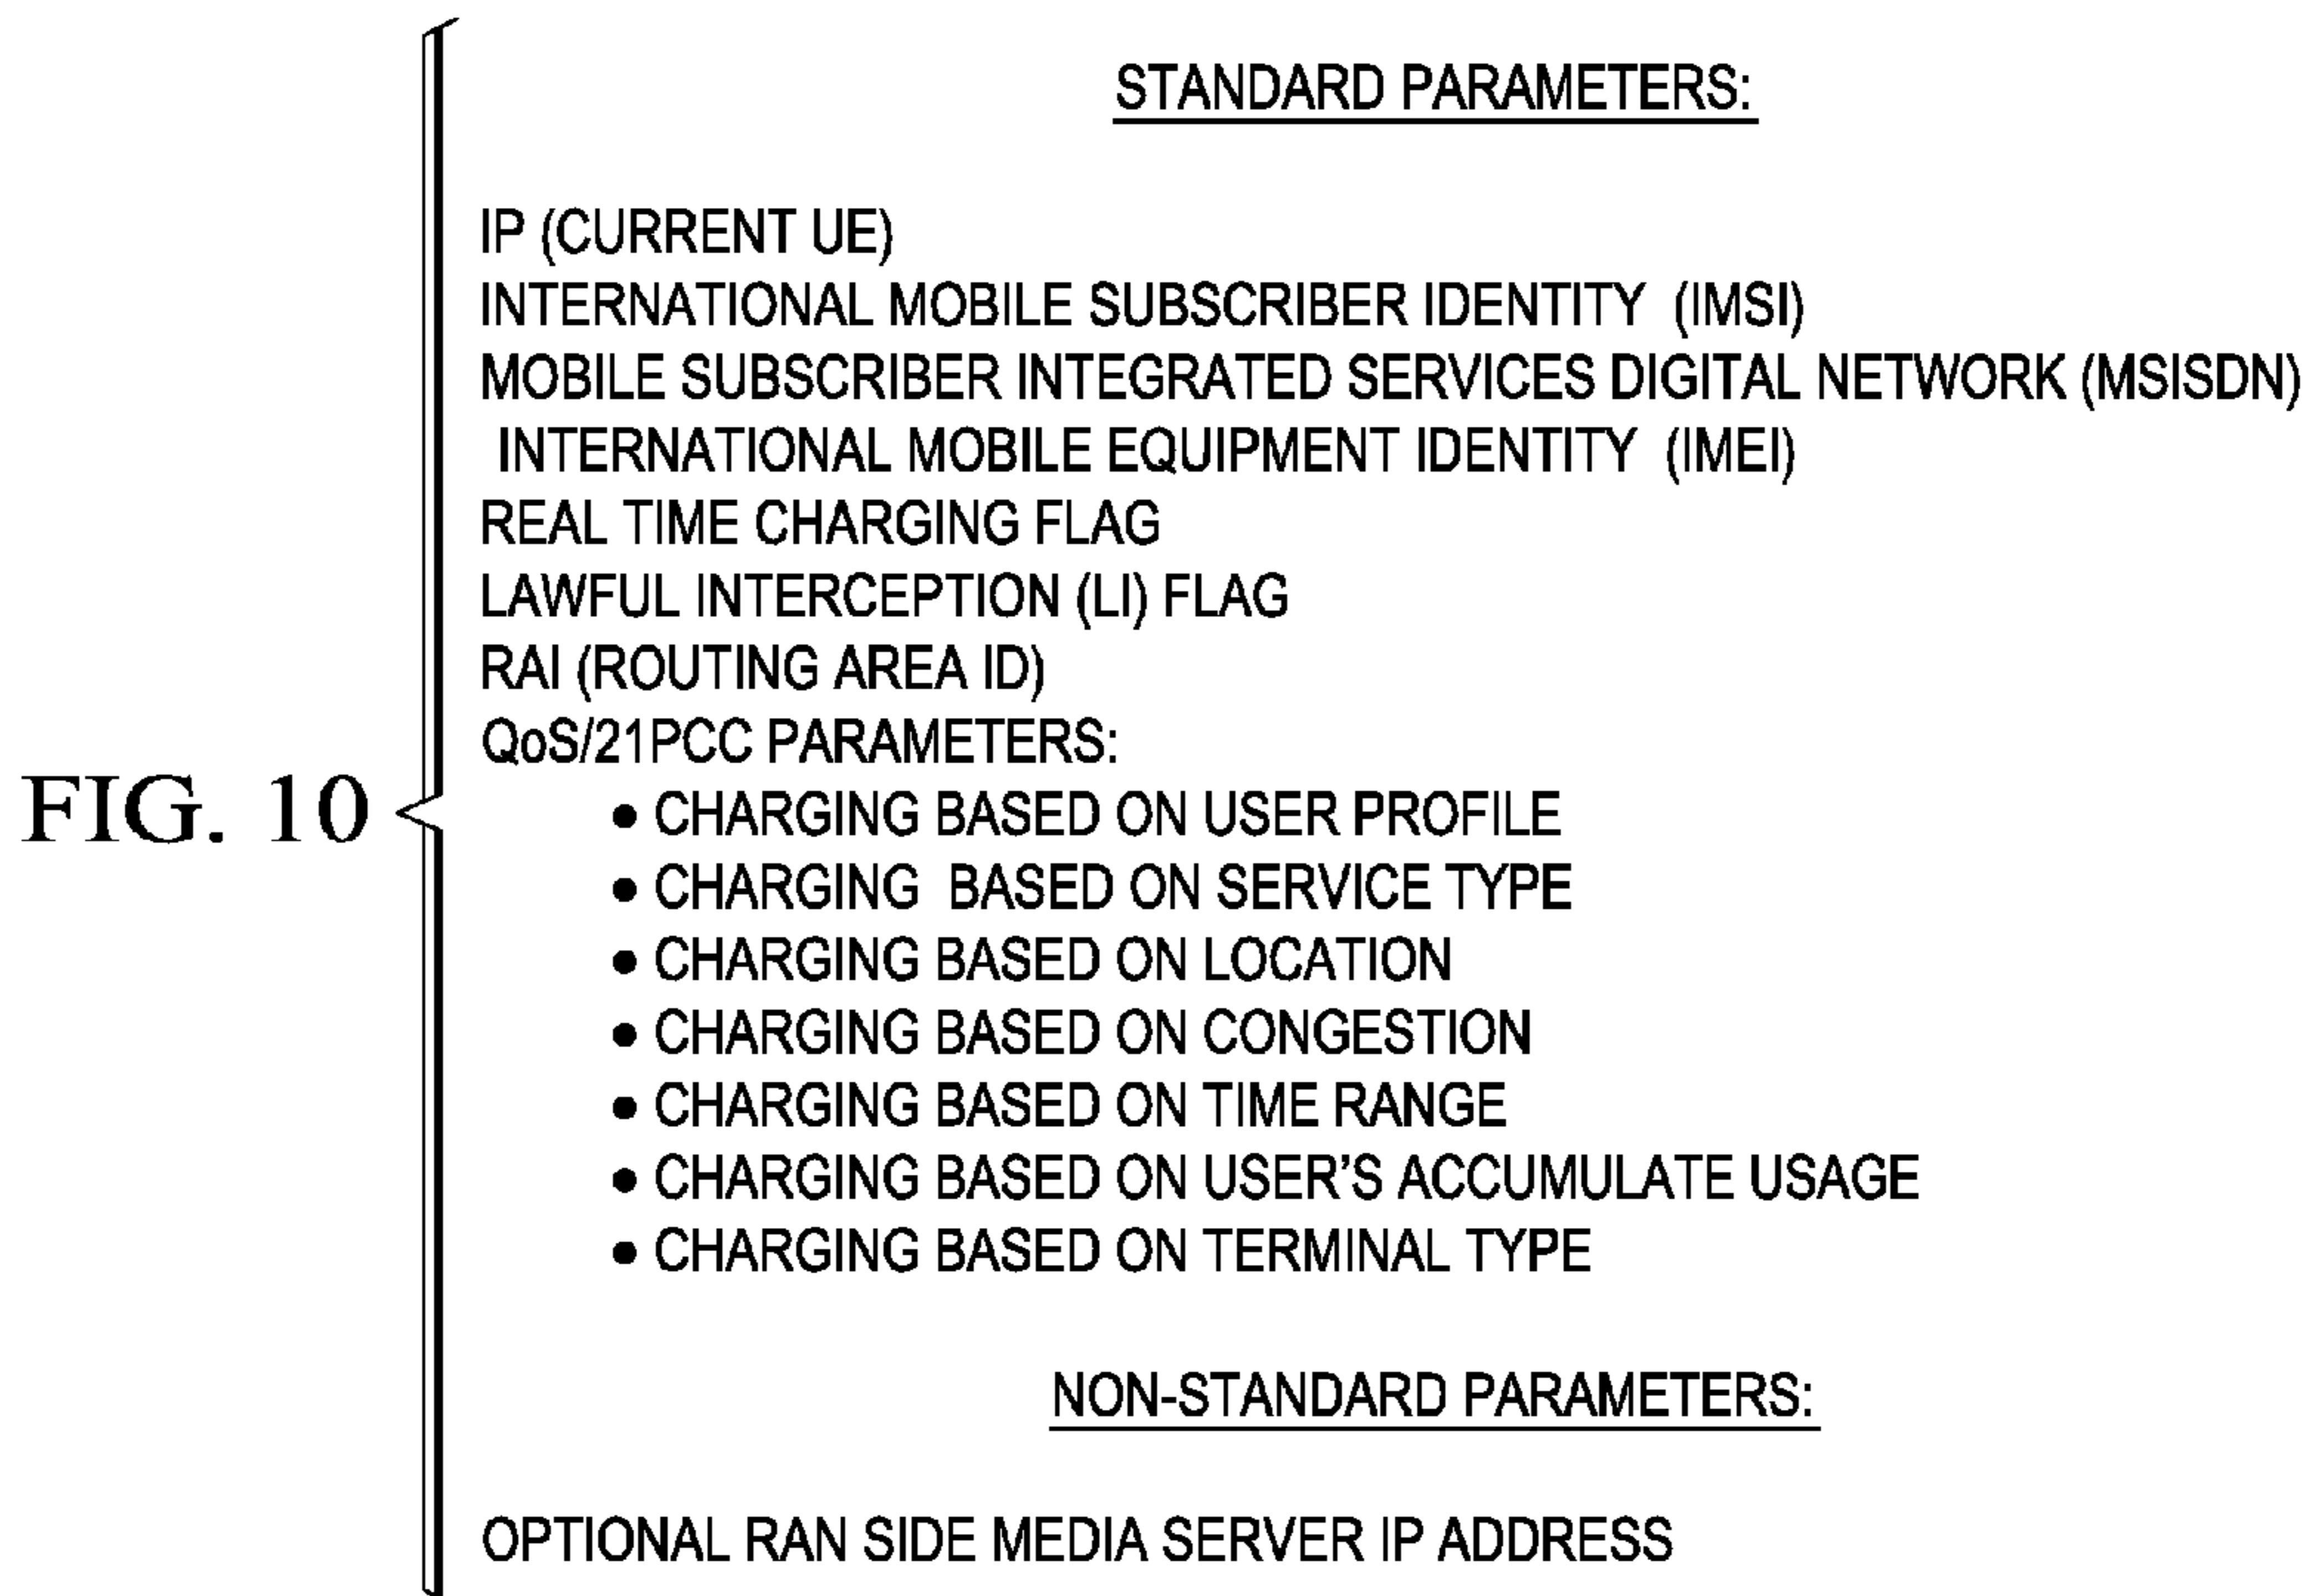 STANDARD PARAMETERS:
IP (CURRENT UE)
INTERNATIONAL MOBILE SUBSCRIBER IDENTITY (IMSI)
MOBILE SUBSCRIBER INTEGRATED SERVICES DIGITAL NETWORK (MSISDN)
INTERNATIONAL MOBILE EQUIPMENT IDENTITY (IMEI)
REAL TIME CHARGING FLAG
LAWFUL INTERCEPTION (LI) FLAG
RAI (ROUTING AREA ID)
QoS/21PCC PARAMETERS:
FIG. 10
• CHARGING BASED ON USER PROFILE
• CHARGING BASED ON SERVICE TYPE
• CHARGING BASED ON LOCATION
• CHARGING BASED ON CONGESTION
• CHARGING BASED ON TIME RANGE
• CHARGING BASED ON USER'S ACCUMULATE USAGE
• CHARGING BASED ON TERMINAL TYPE
NON-STANDARD PARAMETERS:
OPTIONAL RAN SIDE MEDIA SERVER IP ADDRESS